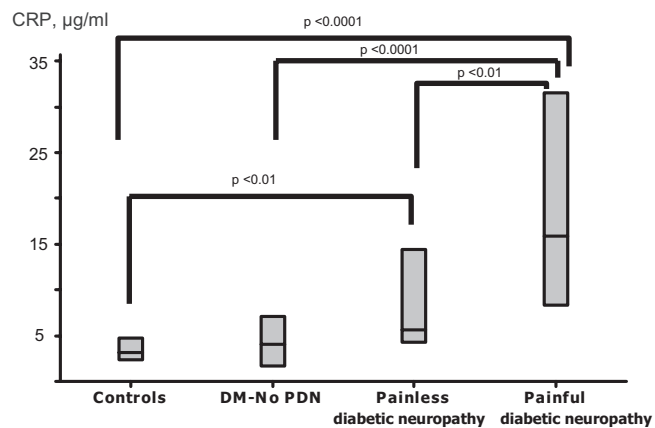 CRP, µg/ml
p <0.0001
p <0.0001
p <0.01
p <0.01
35
25
15
5
Controls DM-No PDN Painless Painful
diabetic neuropathy diabetic neuropathy